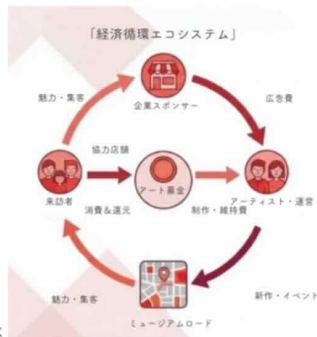 「経済循環エコシステム」
魅力・集客
企業スポンサー
広告費
協力店舗
来訪者
消費＆還元
アート基金
制作・維持費
アーティスト・運営
新作・イベント
魅力・集客
ミュージアムロード